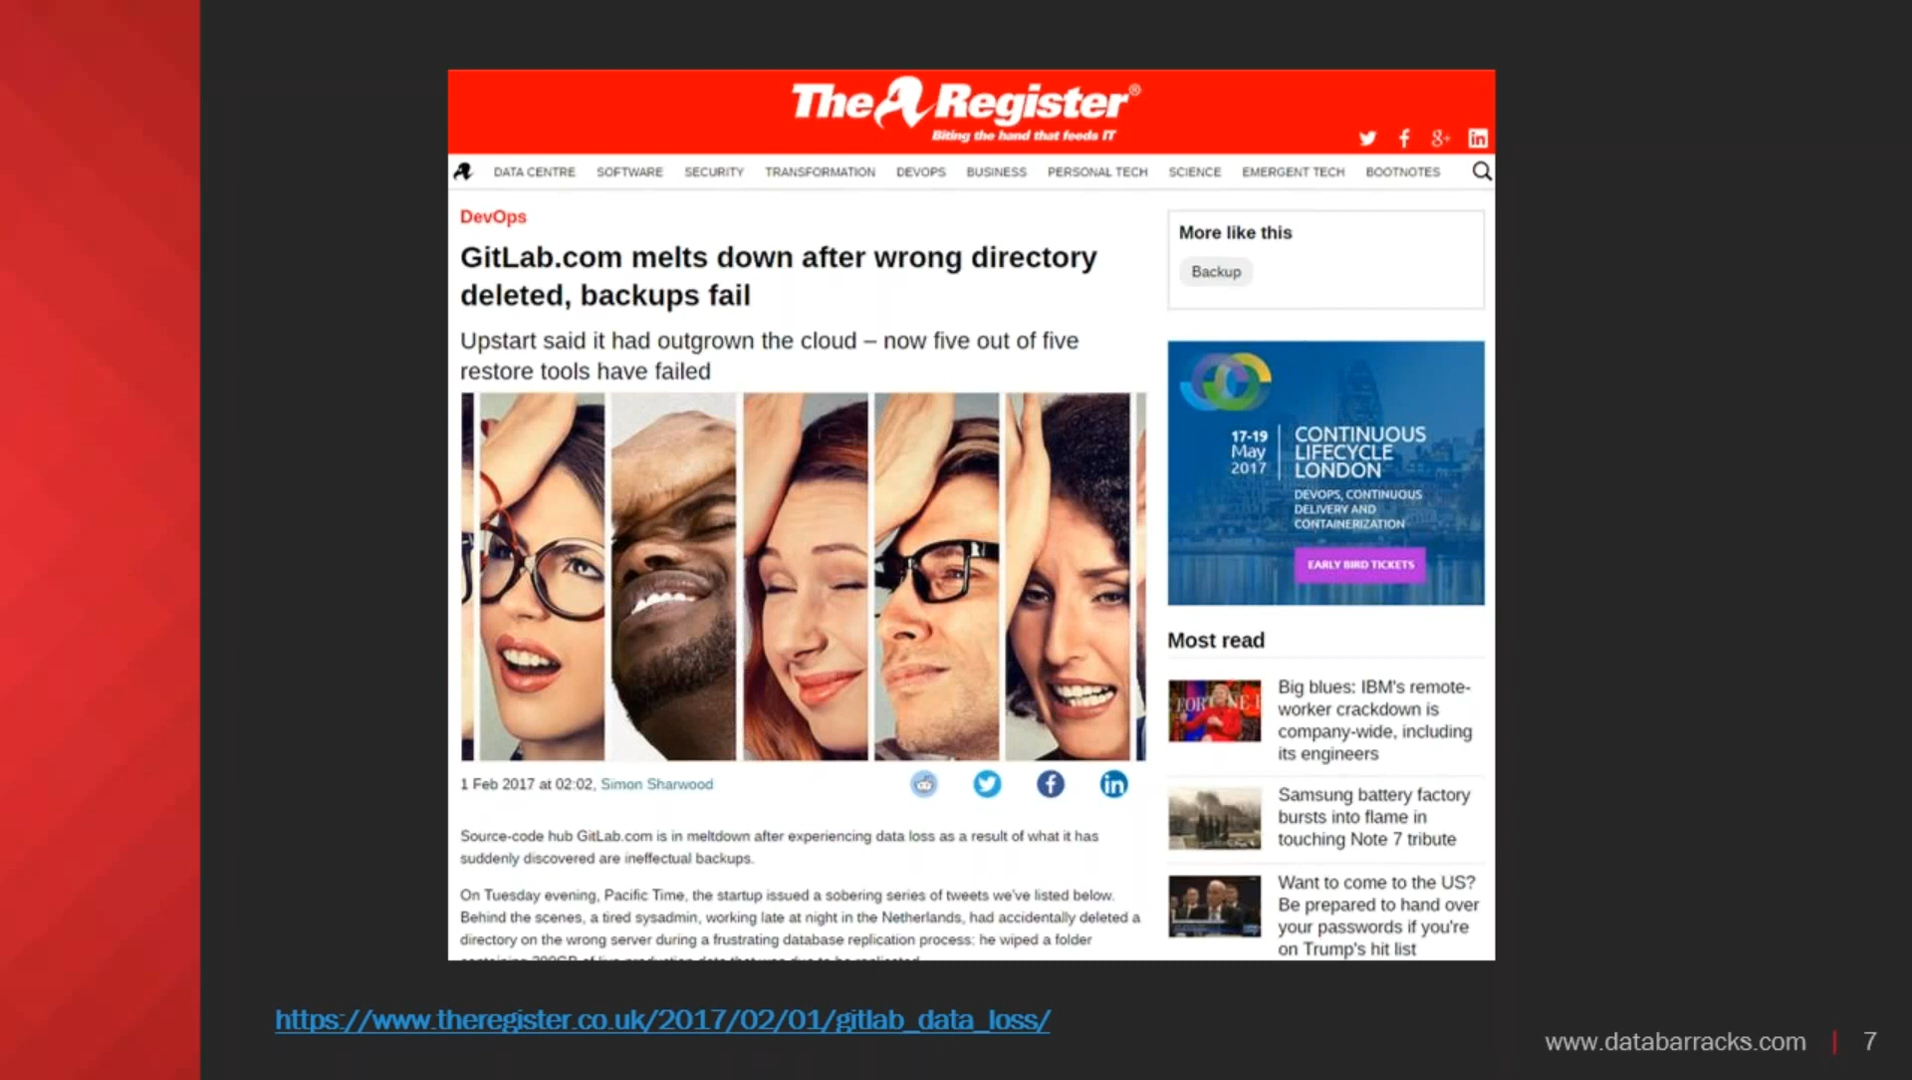 The Register®
Biting the hand that feeds IT
DATA CENTRE SOFTWARE SECURITY TRANSFORMATION DEVOPS BUSINESS PERSONAL TECH SCIENCE EMERGENT TECH BOOTNOTES
DevOps
GitLab.com melts down after wrong directory
deleted, backups fail
Upstart said it had outgrown the cloud – now five out of five
restore tools have failed
1 Feb 2017 at 02:02, Simon Sharwood
Source-code hub GitLab.com is in meltdown after experiencing data loss as a result of what it has
suddenly discovered are ineffectual backups.
On Tuesday evening, Pacific Time, the startup issued a sobering series of tweets we've listed below.
Behind the scenes, a tired sysadmin, working late at night in the Netherlands, had accidentally deleted a
directory on the wrong server during a frustrating database replication process: he wiped a folder
More like this
Backup
17-19
May
2017
CONTINUOUS
LIFECYCLE
LONDON
DEVOPS, CONTINUOUS
DELIVERY AND
CONTAINERIZATION
EARLY BIRD TICKETS
Most read
Big blues: IBM's remote-
worker crackdown is
company-wide, including
its engineers
Samsung battery factory
bursts into flame in
touching Note 7 tribute
Want to come to the US?
Be prepared to hand over
your passwords if you're
on Trump's hit list
https://www.theregister.co.uk/2017/02/01/gitlab_data_loss/
www.databarracks.com | 7